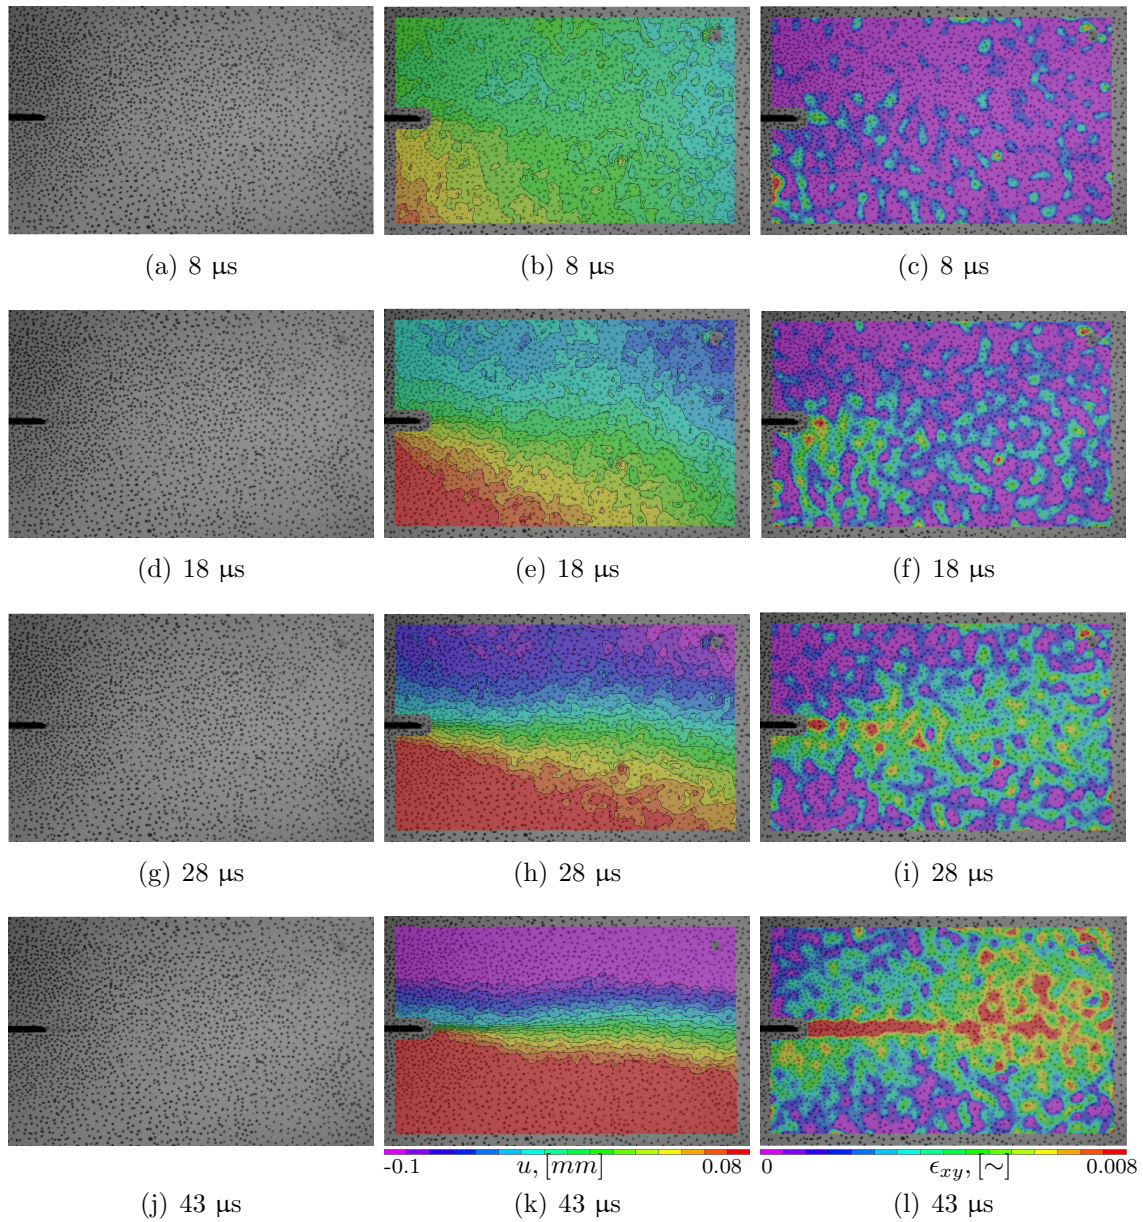 (a) 8 μs
(b) 8 μs
(c) 8 μs
(d) 18 μs
(e) 18 μs
(f) 18 μs
(g) 28 μs
(h) 28 μs
(i) 28 μs
-0.1 u, [mm] 0.08
0 ϵxy, [∼] 0.008
(j) 43 μs
(k) 43 μs
(l) 43 μs